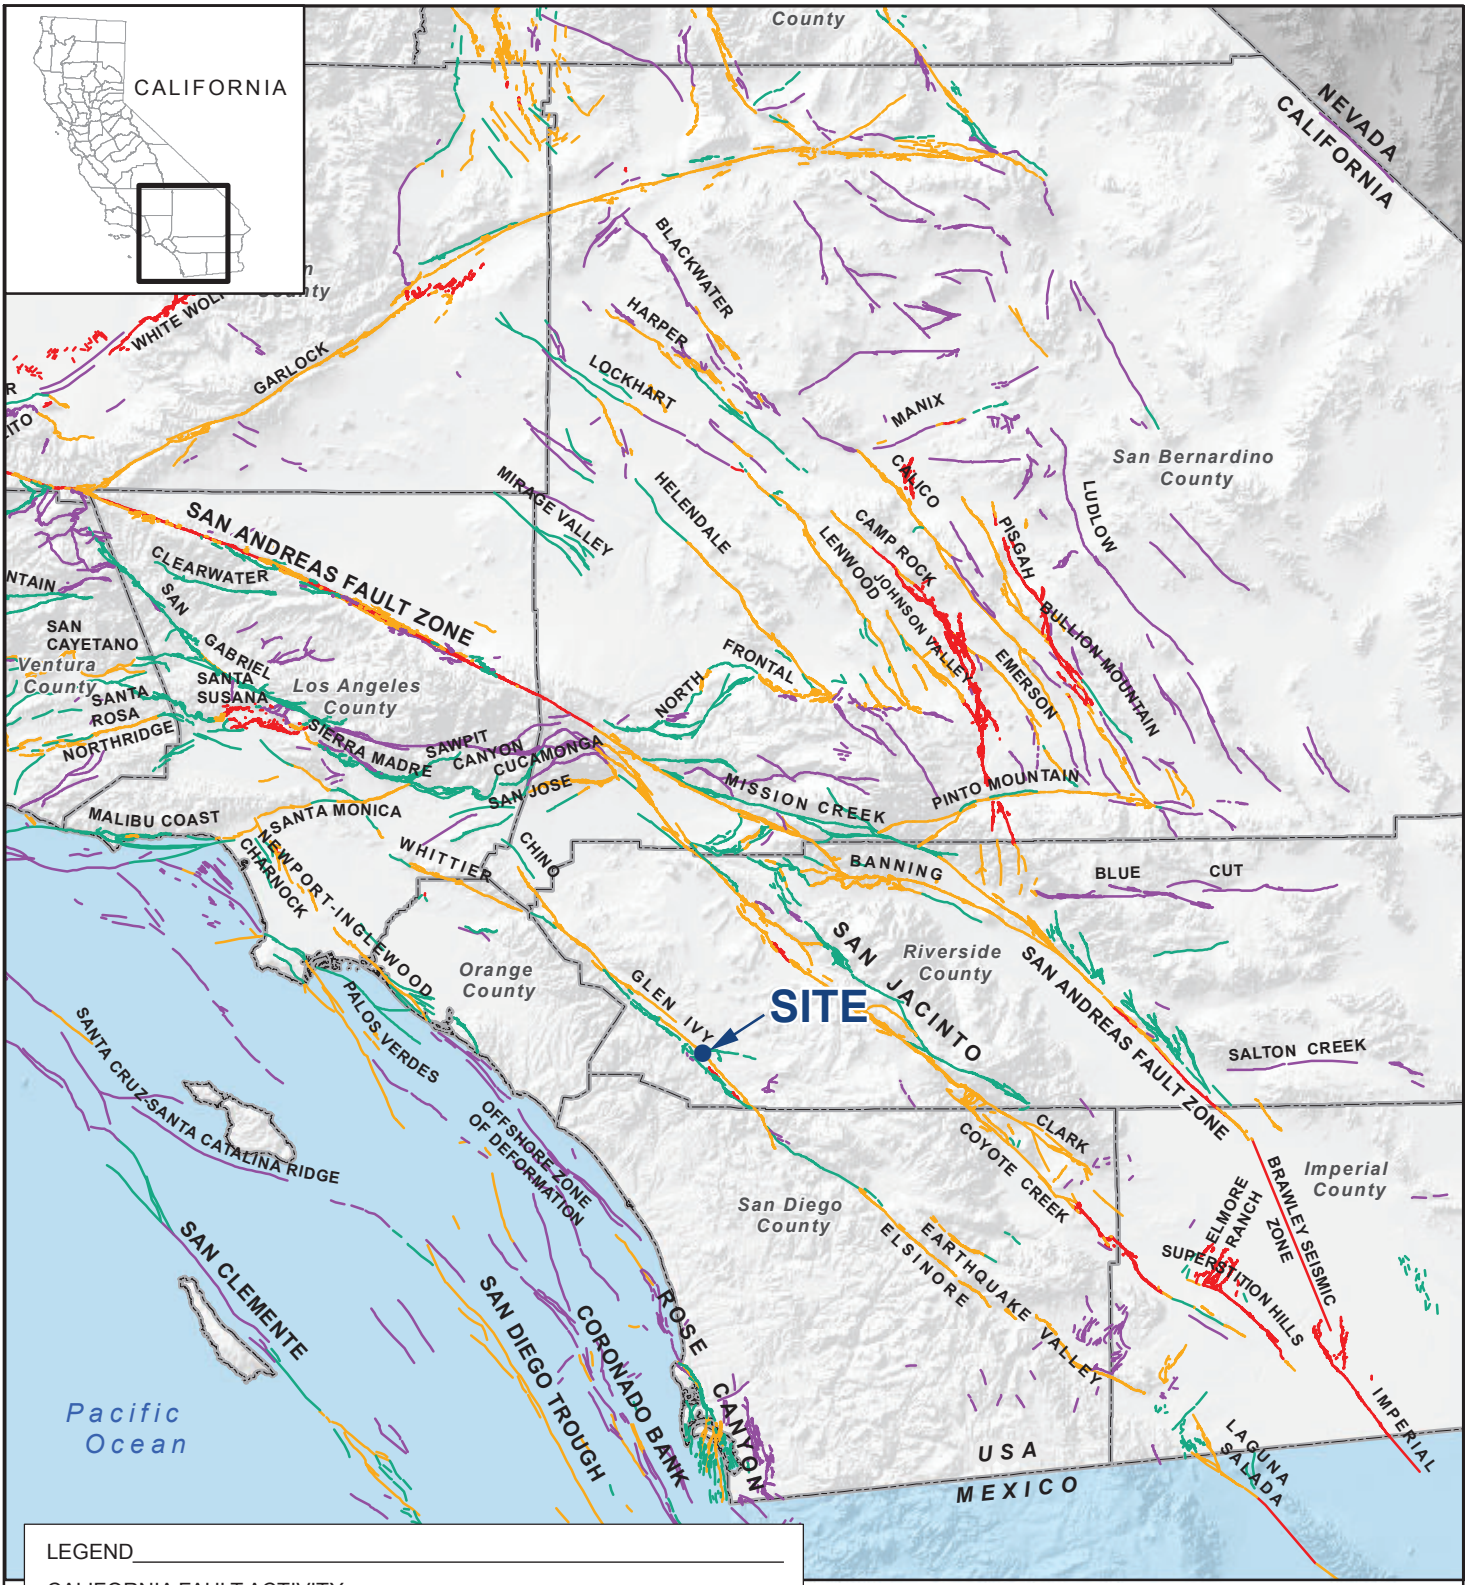 County
CALIFORNIA
NEVADA
CALIFORNIA
WHITE WOLF
GARLOCK
BLACKWATER
HARPER
LOCKHART
MANIX
San Bernardino
County
CALICO
LUDLOW
PISGAH
MIRAGE VALLEY
HELENDALE
CAMP ROCK
LENWOOD
JOHNSON VALLEY
EMERSON
BULLION MOUNTAIN
SAN ANDREAS FAULT ZONE
CLEARWATER
SAN
GABRIEL
NTAIN
SAN
CAYETANO
Ventura
County
SANTA
ROSA
NORTHRIDGE
SANTA
SUSANA
Los Angeles
County
SIERRA MADRE
SAWPIT
CANYON
CUCAMONGA
SAN JOSE
NORTH
FRONTAL
MISSION CREEK
PINTO MOUNTAIN
MALIBU COAST
SANTA MONICA
NEWPORT-INGLEWOOD
CHARNOCK
WHITTIER
CHINO
BANNING
BLUE CUT
SAN JACINTO
Riverside
County
Orange
County
GLEN IVY
SITE
PALOS VERDES
SAN ANDREAS FAULT ZONE
SALTON CREEK
SANTA CRUZ-SANTA CATALINA RIDGE
OFFSHORE ZONE
OF DEFORMATION
CLARK
COYOTE CREEK
Imperial
County
San Diego
County
BRAWLEY SEISMIC
ZONE
ELMORE
RANCH
SUPERSTITION HILLS
EARTHQUAKE VALLEY
ELSINORE
SAN CLEMENTE
SAN DIEGO TROUGH
CORONADO BANK
ROSE CANYON
Pacific
Ocean
USA
MEXICO
LAGUNA
SALADA
IMPERIAL
LEGEND
CALIFORNIA FAULT ACTIVITY